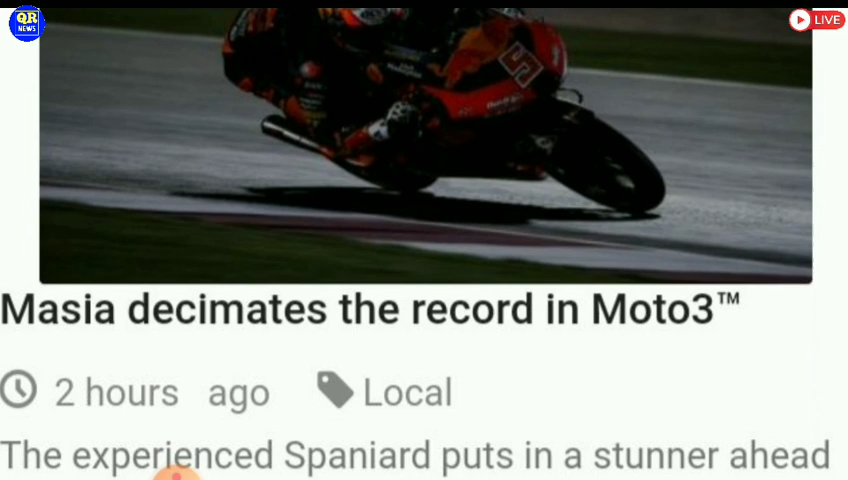 QR
NEWS
LIVE
5
Masia decimates the record in Moto3™
2 hours ago Local
The experienced Spaniard puts in a stunner ahead